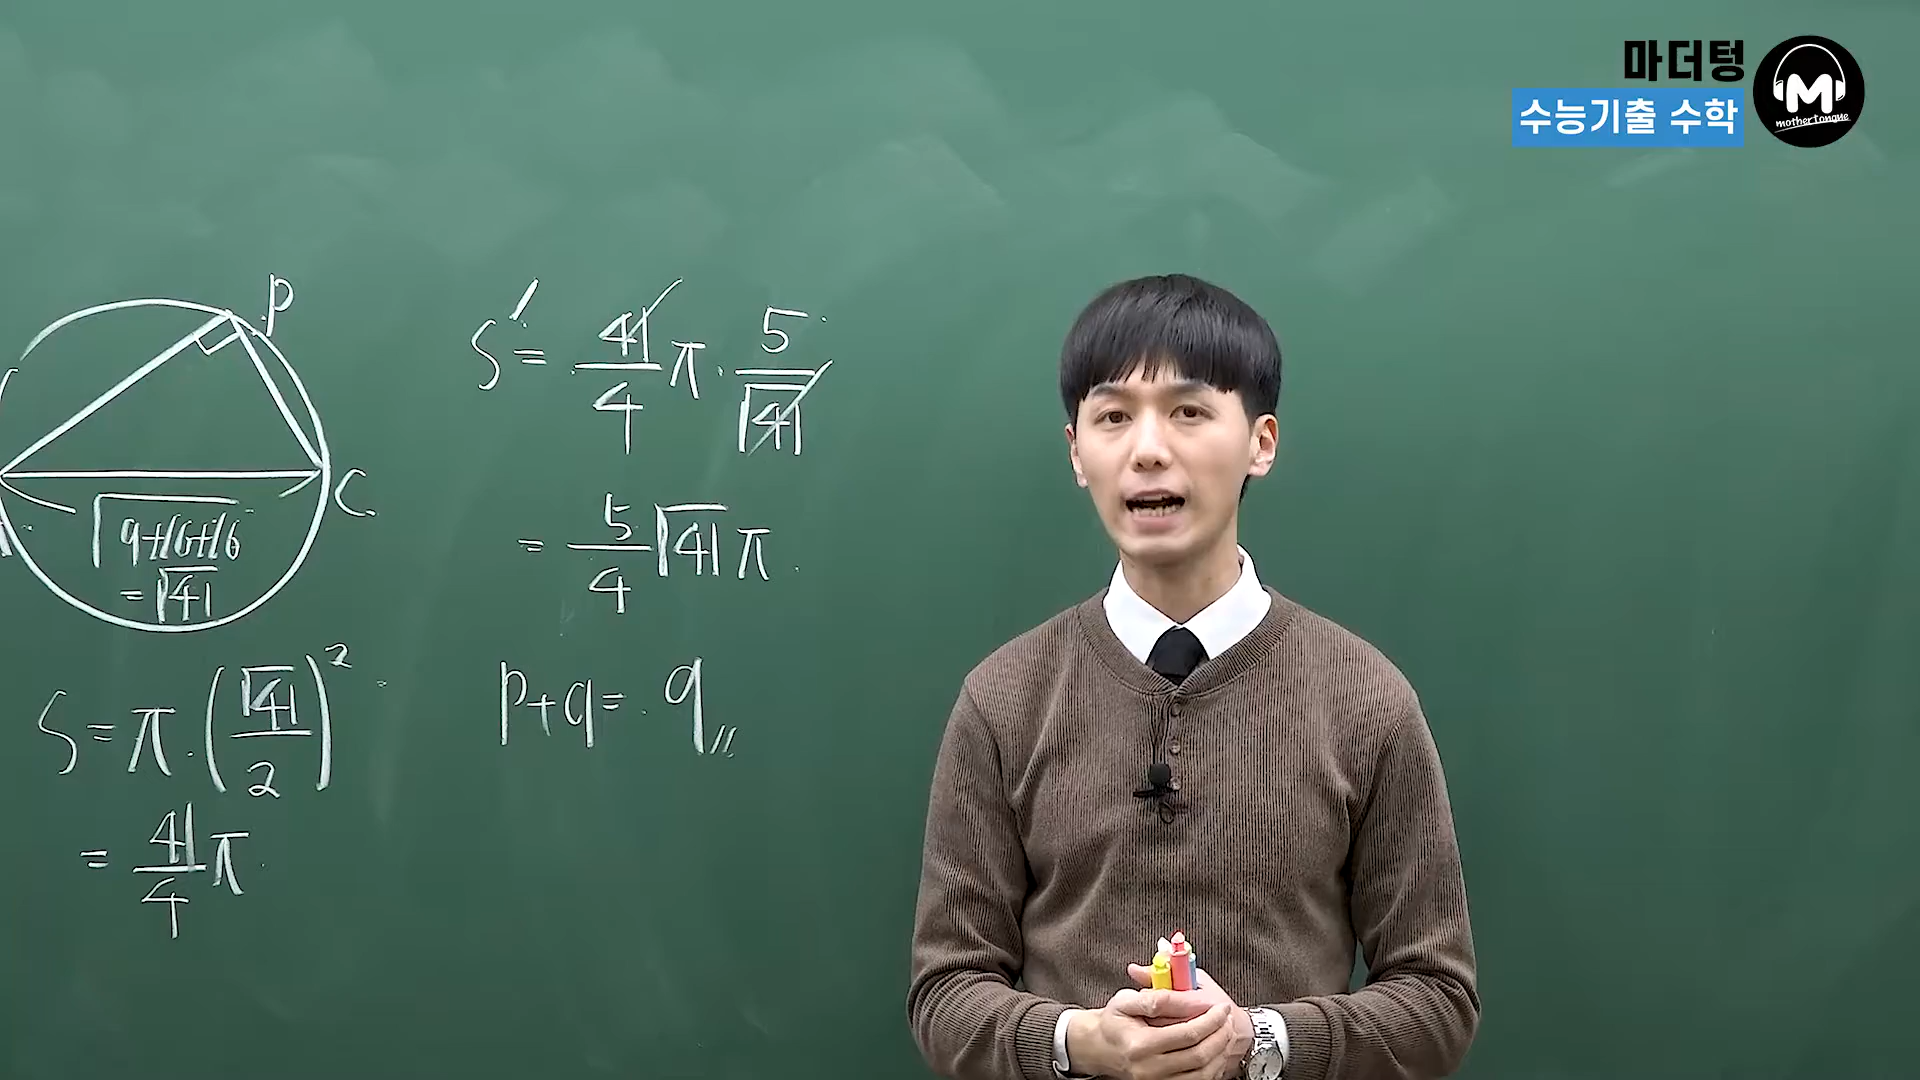 마더텅
수능기출 수학
M
mothertongue
P
C
√9+16+16
=√41
S=π·(√41/2)²
=41/4π
S'=41/4π·5/√41
=5/4√41π
p+q=9